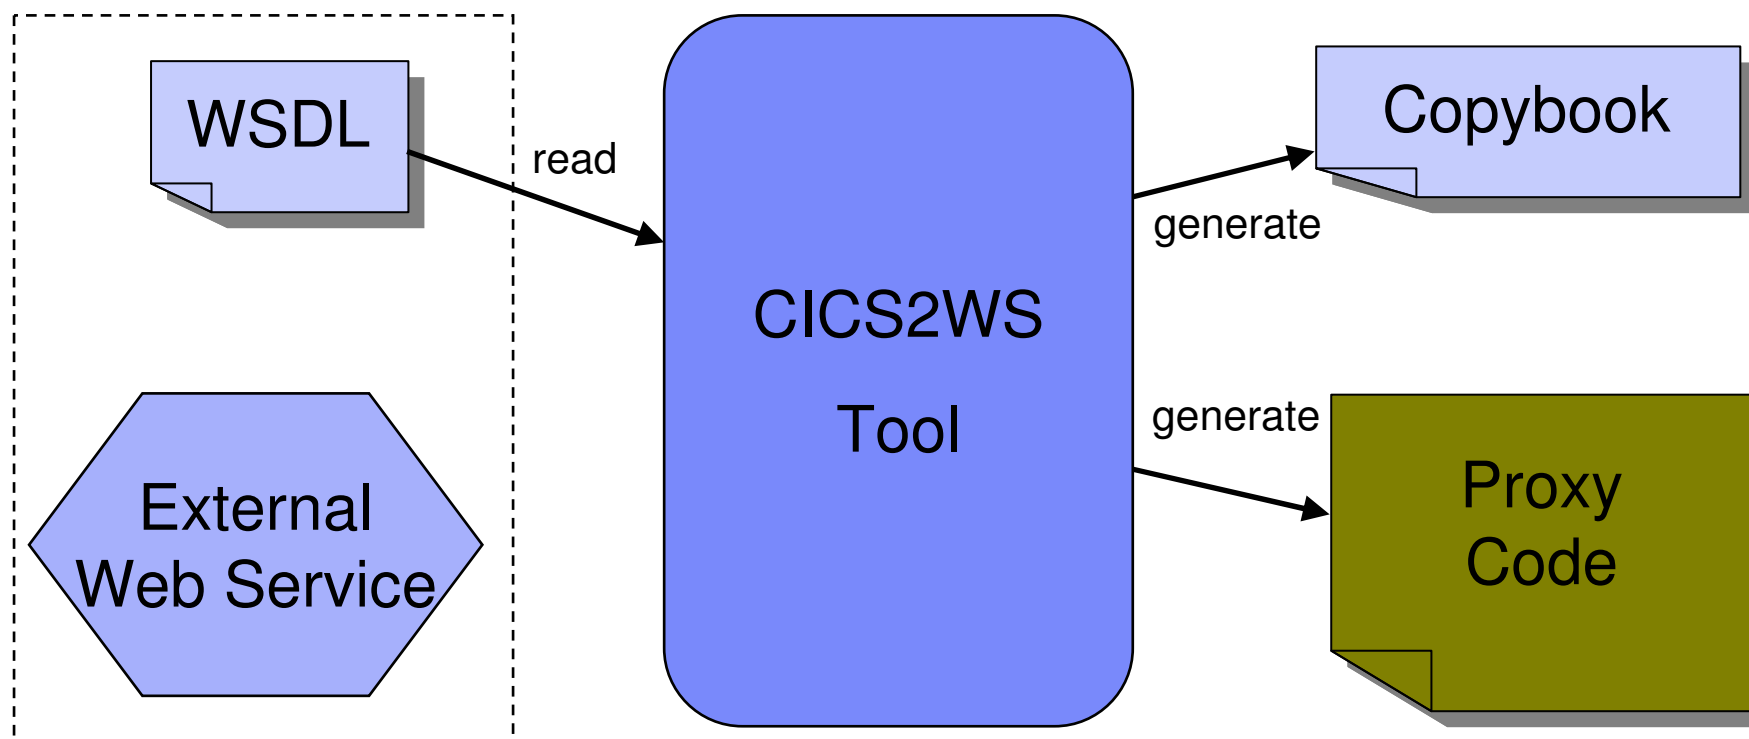 WSDL
read
External
Web Service
CICS2WS
Tool
generate
Copybook
generate
Proxy
Code